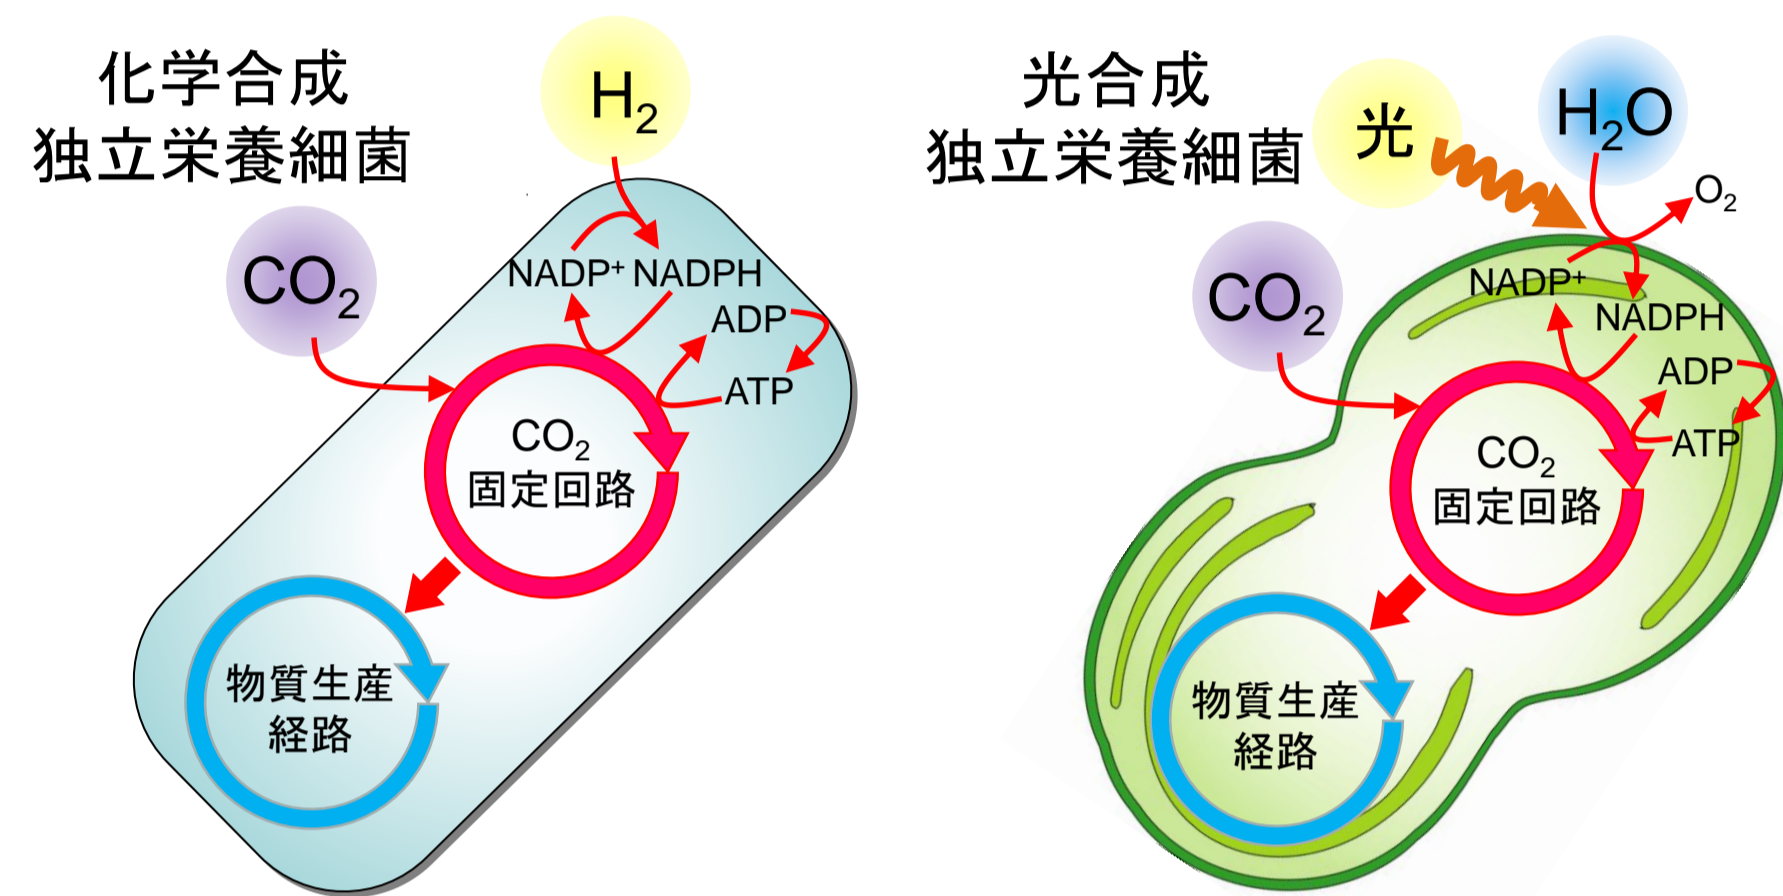 化学合成
独立栄養細菌
H₂
CO₂
NADP⁺ NADPH
ADP
ATP
CO₂
固定回路
物質生産
経路
光合成
独立栄養細菌
光
H₂O
O₂
CO₂
NADP⁺
NADPH
ADP
ATP
CO₂
固定回路
物質生産
経路